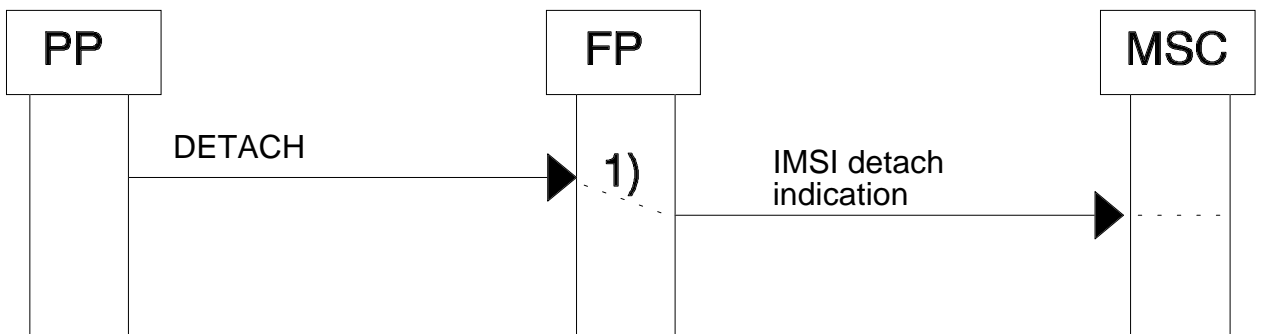 PP
FP
MSC
DETACH
1)
IMSI detach
indication